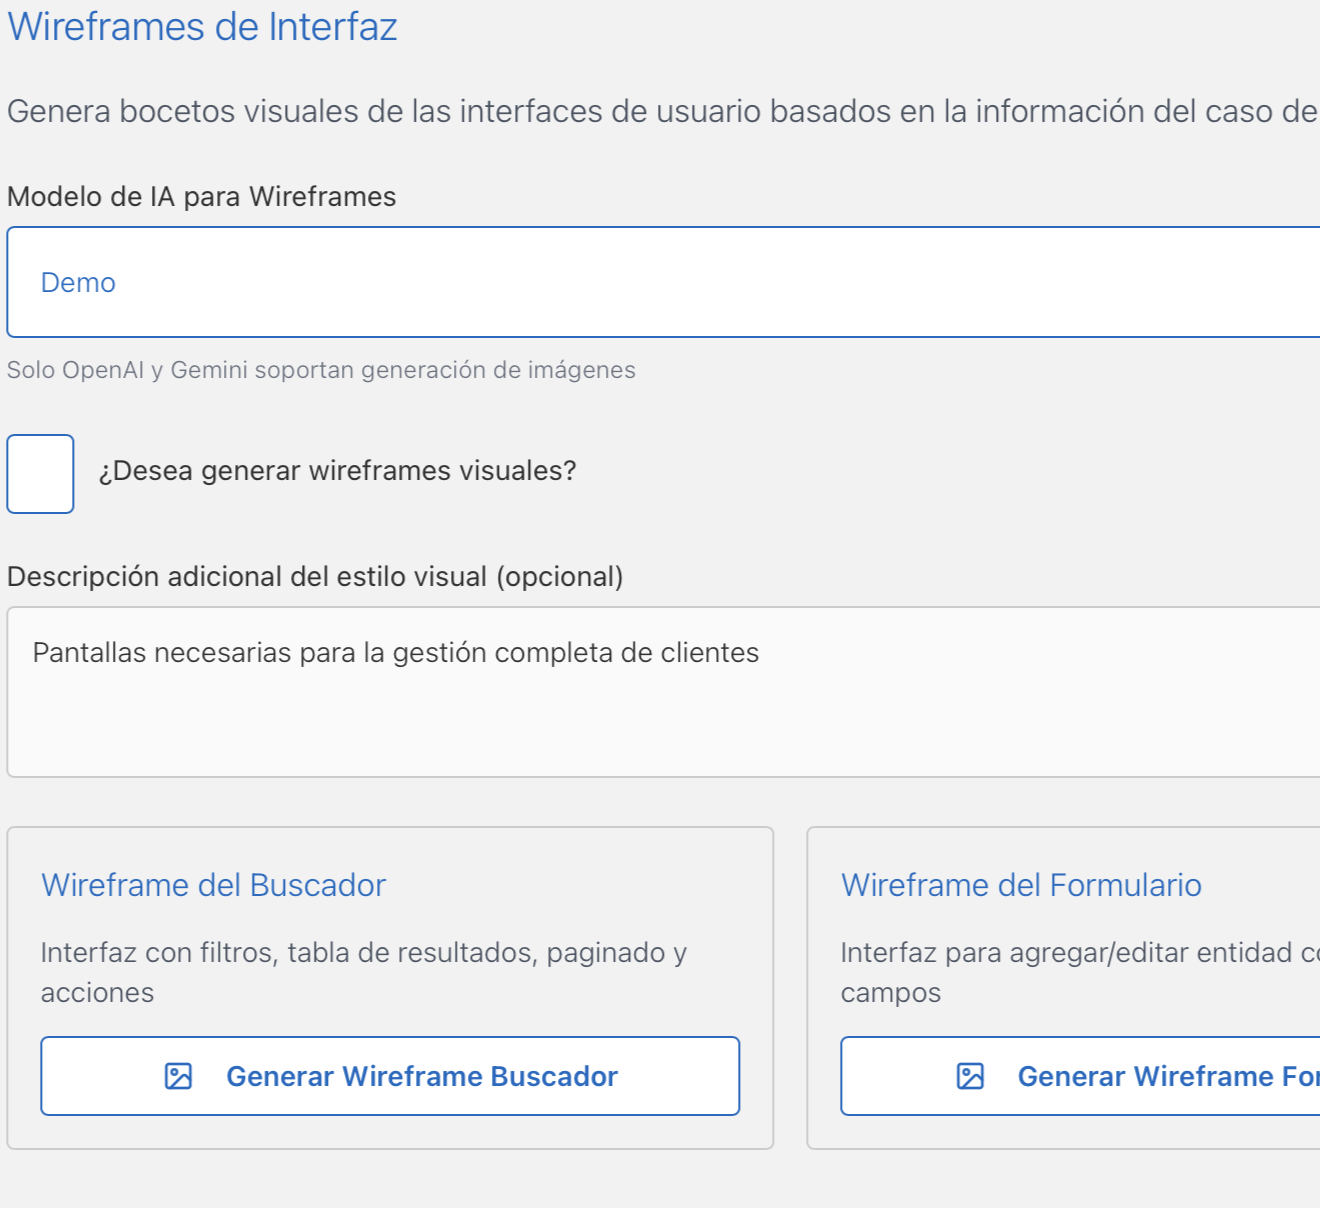 Wireframes de Interfaz
Genera bocetos visuales de las interfaces de usuario basados en la información del caso de
Modelo de IA para Wireframes
Demo
Solo OpenAI y Gemini soportan generación de imágenes
¿Desea generar wireframes visuales?
Descripción adicional del estilo visual (opcional)
Pantallas necesarias para la gestión completa de clientes
Wireframe del Buscador
Interfaz con filtros, tabla de resultados, paginado y
acciones
Generar Wireframe Buscador
Wireframe del Formulario
Interfaz para agregar/editar entidad
campos
Generar Wireframe